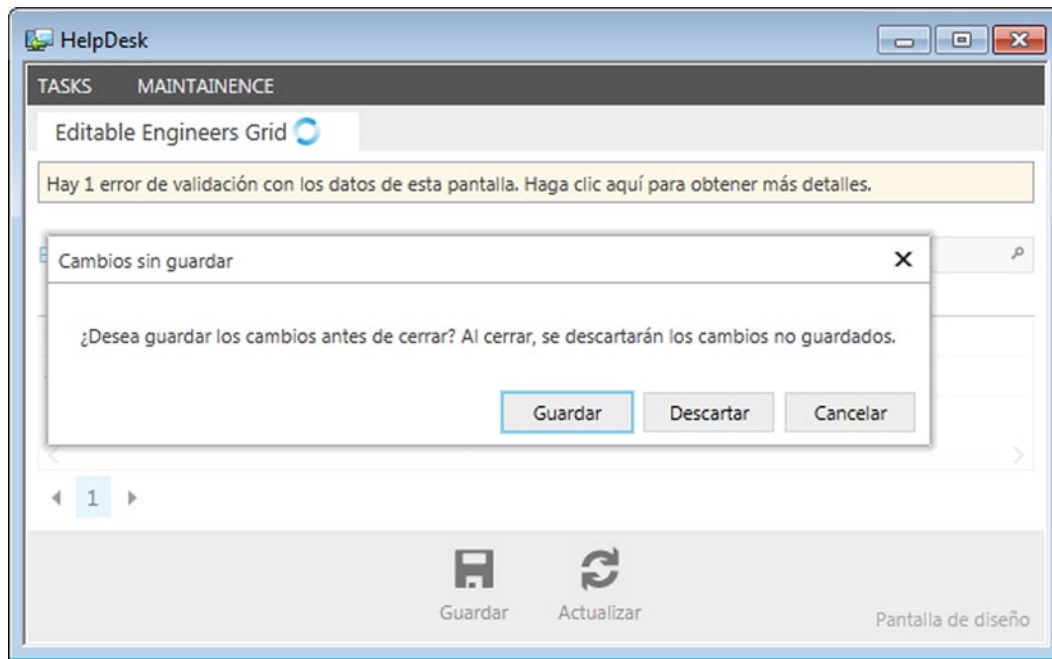 HelpDesk
TASKS MAINTAINENCE
Editable Engineers Grid
Hay 1 error de validación con los datos de esta pantalla. Haga clic aquí para obtener más detalles.
Cambios sin guardar
¿Desea guardar los cambios antes de cerrar? Al cerrar, se descartarán los cambios no guardados.
Guardar Descartar Cancelar
1
Guardar Actualizar
Pantalla de diseño